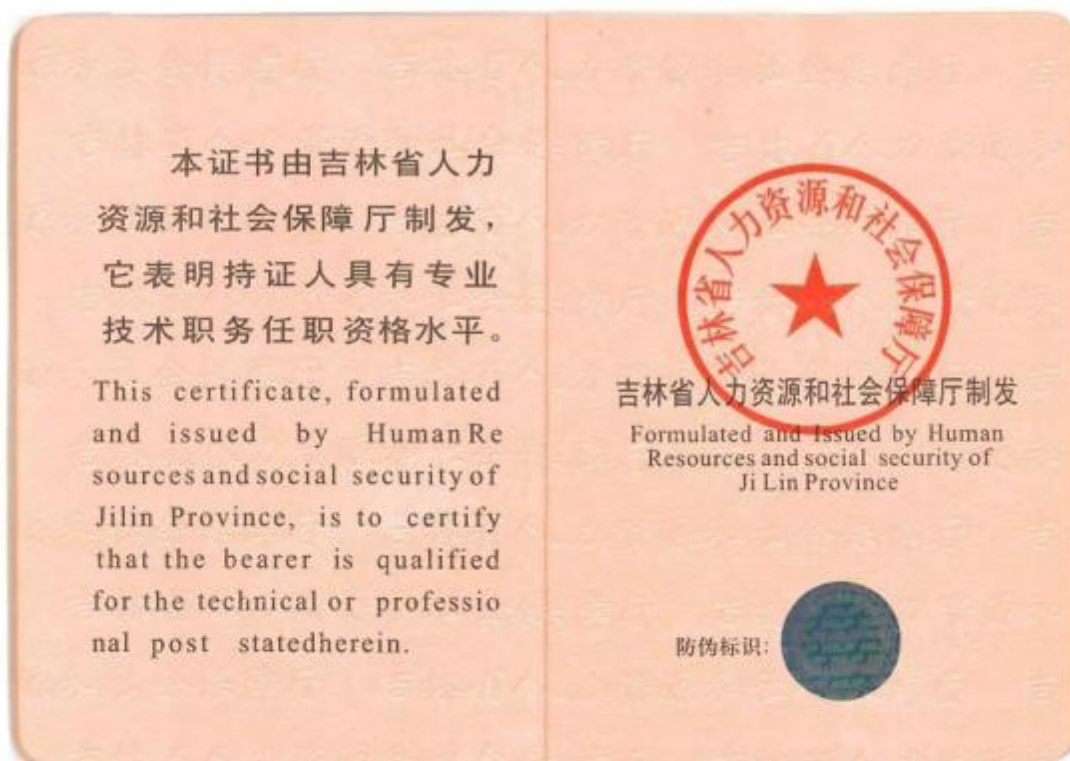 本证书由吉林省人力
资源和社会保障厅制发，
它表明持证人具有专业
技术职务任职资格水平。
This certificate, formulated
and issued by Human Re
sources and social security of
Jilin Province, is to certify
that the bearer is qualified
for the technical or professio
nal post statedherein.
吉林省人力资源和社会保障厅
吉林省人力资源和社会保障厅制发
Formulated and Issued by Human
Resources and social security of
Ji Lin Province
防伪标识：